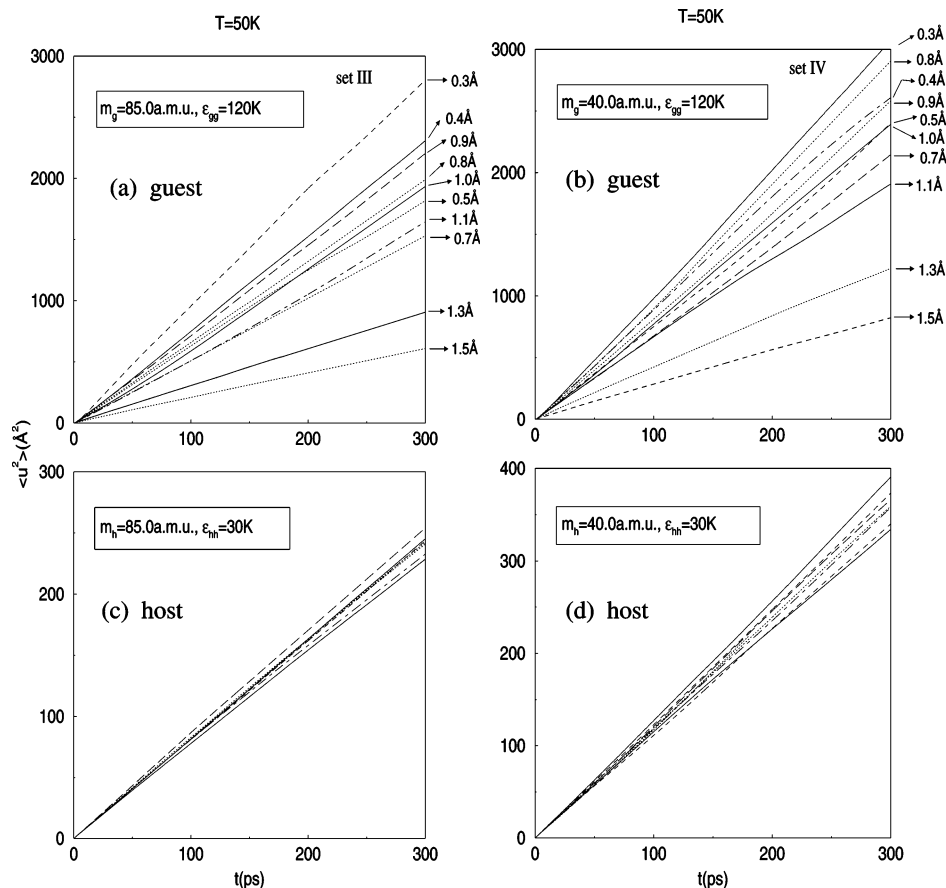 T=50K
T=50K
3000
2000
1000
0
set III
m_g=85.0a.m.u., ε_gg=120K
(a) guest
0.3Å
0.4Å
0.9Å
0.8Å
1.0Å
0.5Å
1.1Å
0.7Å
1.3Å
1.5Å
0
100
200
300
3000
2000
1000
0
set IV
m_g=40.0a.m.u., ε_gg=120K
(b) guest
0.3Å
0.8Å
0.4Å
0.9Å
0.5Å
1.0Å
0.7Å
1.1Å
1.3Å
1.5Å
0
100
200
300
<u²>(Å²)
300
200
100
0
m_h=85.0a.m.u., ε_hh=30K
(c) host
0
100
200
300
t(ps)
400
300
200
100
0
m_h=40.0a.m.u., ε_hh=30K
(d) host
0
100
200
300
t(ps)